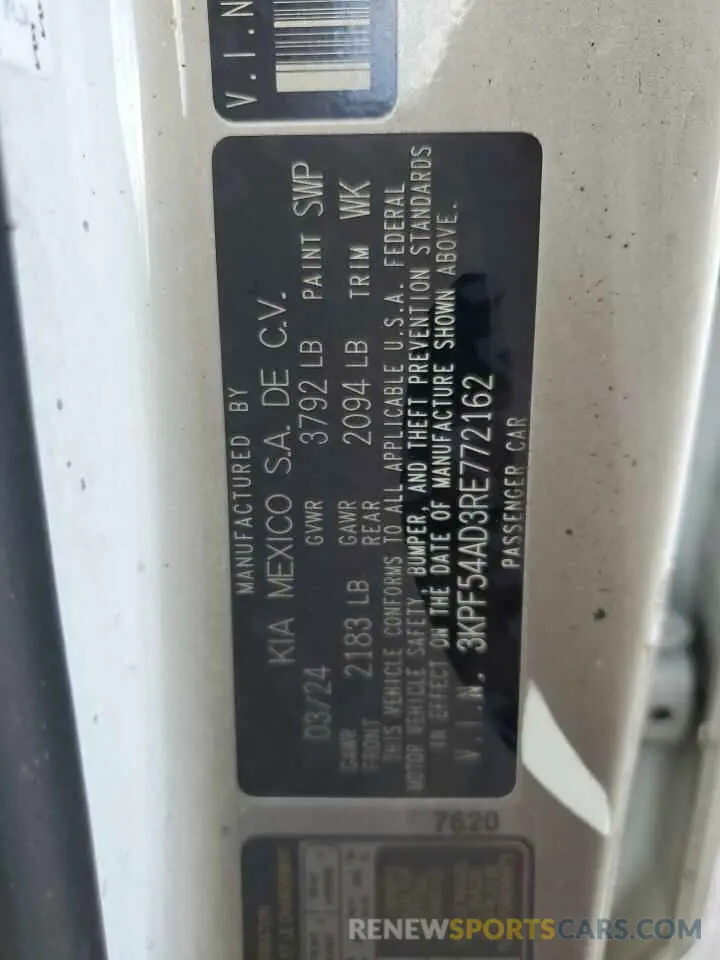 V.I.N
MANUFACTURED BY
KIA MEXICO S.A. DE C.V.
03/24 GVWR 3792 LB PAINT SWP
GAWR FRONT 2183 LB GAWR REAR 2094 LB TRIM WK
THIS VEHICLE CONFORMS TO ALL APPLICABLE U.S.A. FEDERAL
MOTOR VEHICLE SAFETY, BUMPER, AND THEFT PREVENTION STANDARDS
IN EFFECT ON THE DATE OF MANUFACTURE SHOWN ABOVE.
V.I.N. 3KPF54AD3RE772162
PASSENGER CAR
7620
RENEWSPORTSCARS.COM